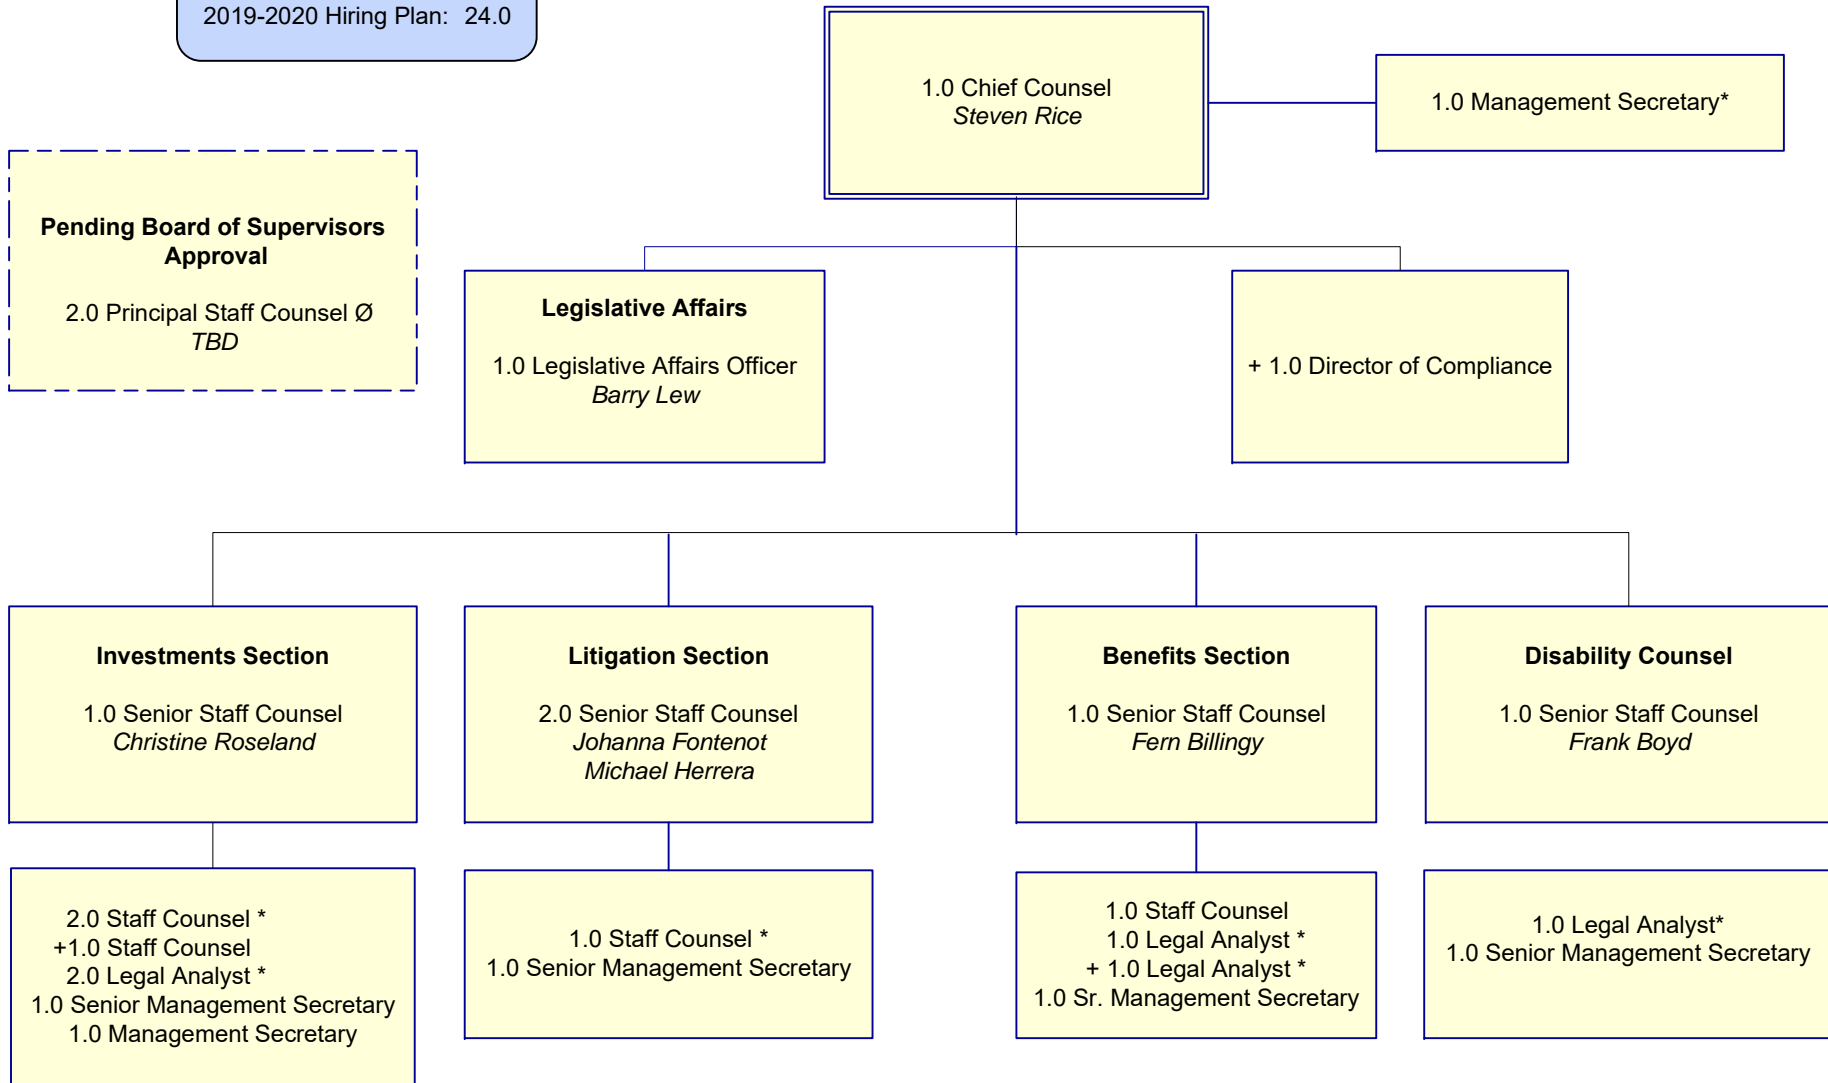 2019-2020 Hiring Plan: 24.0
1.0 Chief Counsel
Steven Rice
1.0 Management Secretary*
Pending Board of Supervisors
Approval
2.0 Principal Staff Counsel Ø
TBD
Legislative Affairs
1.0 Legislative Affairs Officer
Barry Lew
+ 1.0 Director of Compliance
Investments Section
1.0 Senior Staff Counsel
Christine Roseland
Litigation Section
2.0 Senior Staff Counsel
Johanna Fontenot
Michael Herrera
Benefits Section
1.0 Senior Staff Counsel
Fern Billingy
Disability Counsel
1.0 Senior Staff Counsel
Frank Boyd
2.0 Staff Counsel *
+1.0 Staff Counsel
2.0 Legal Analyst *
1.0 Senior Management Secretary
1.0 Management Secretary
1.0 Staff Counsel *
1.0 Senior Management Secretary
1.0 Staff Counsel
1.0 Legal Analyst *
+ 1.0 Legal Analyst *
1.0 Sr. Management Secretary
1.0 Legal Analyst*
1.0 Senior Management Secretary